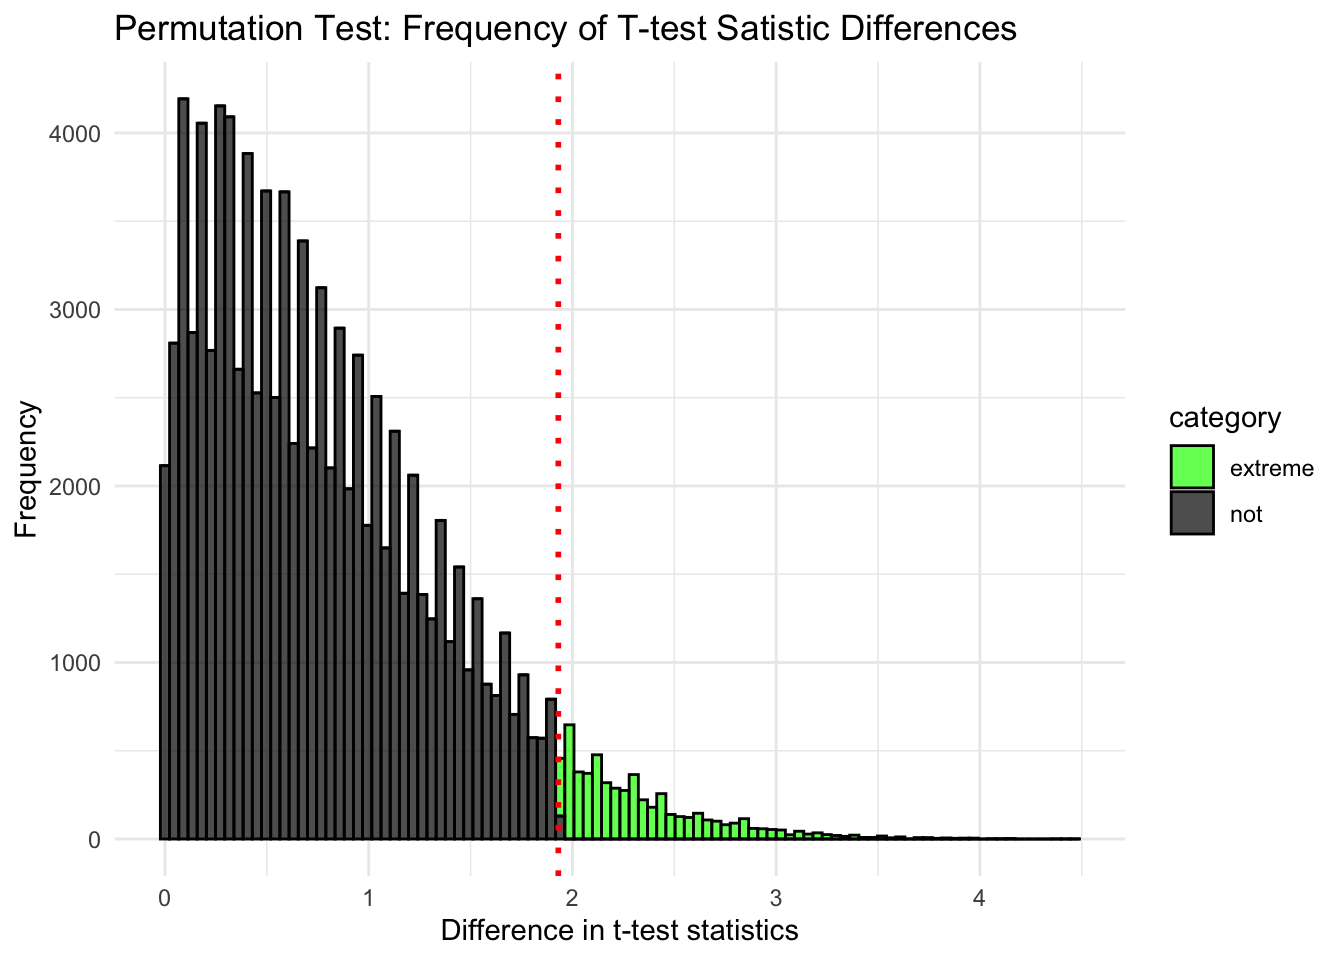 Permutation Test: Frequency of T-test Satistic Differences
4000
3000
2000
1000
0
Frequency
0 1 2 3 4
Difference in t-test statistics
category
extreme
not